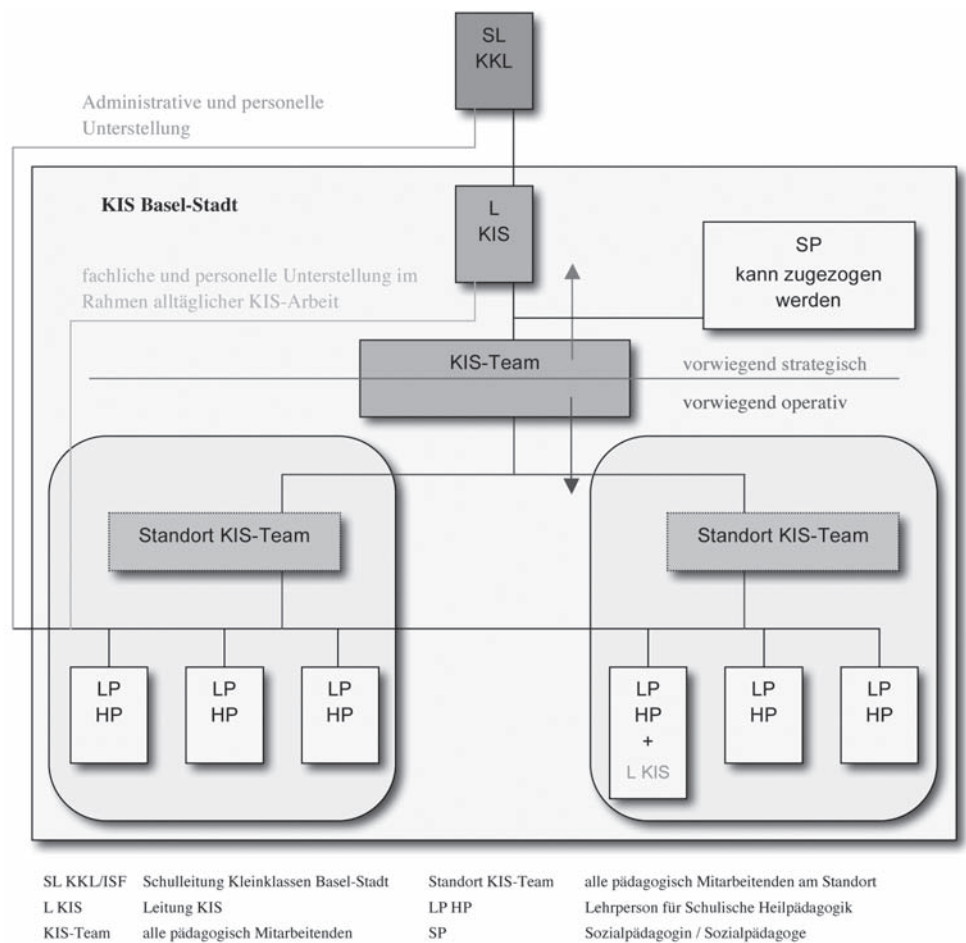 SL
KKL
Administrative und personelle
Unterstellung
KIS Basel-Stadt
L
KIS
SP
kann zugezogen
werden
fachliche und personelle Unterstellung im
Rahmen alltäglicher KIS-Arbeit
KIS-Team
vorwiegend strategisch
vorwiegend operativ
Standort KIS-Team
Standort KIS-Team
LP
HP
LP
HP
LP
HP
LP
HP
+
L KIS
LP
HP
LP
HP
SL KKL/ISF Schulleitung Kleinklassen Basel-Stadt Standort KIS-Team alle pädagogisch Mitarbeitenden am Standort
L KIS Leitung KIS LP HP Lehrperson für Schulische Heilpädagogik
KIS-Team alle pädagogisch Mitarbeitenden SP Sozialpädagogin / Sozialpädagoge